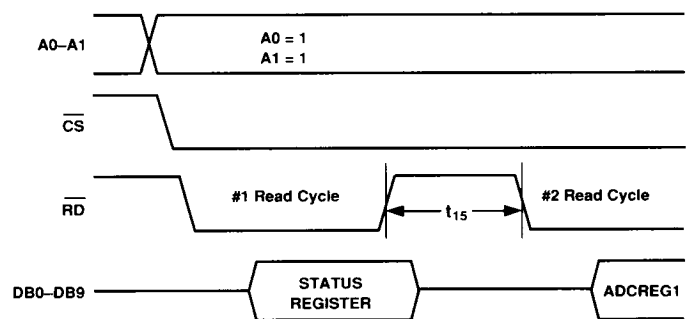 A0–A1
A0 = 1
A1 = 1
CS
RD
#1 Read Cycle
t15
#2 Read Cycle
DB0–DB9
STATUS
REGISTER
ADCREG1